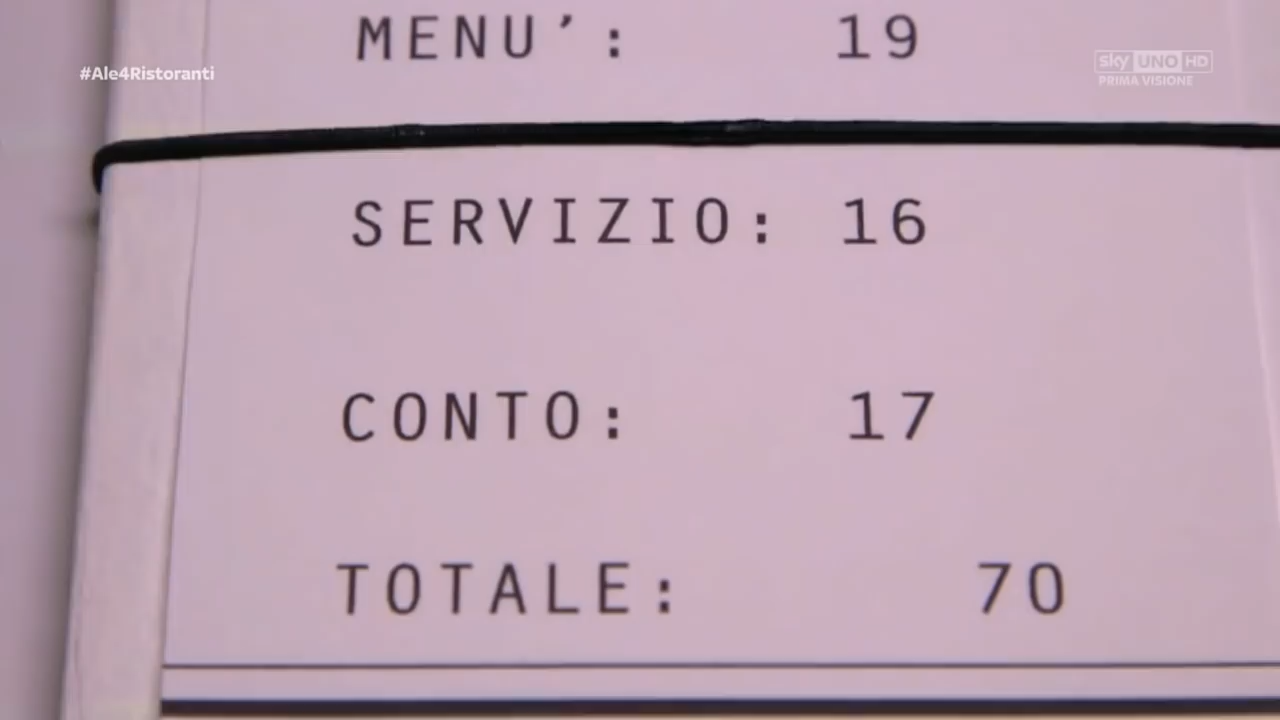 MENU’: 19
#Ale4Ristoranti
sky UNO HD
PRIMA VISIONE
SERVIZIO: 16
CONTO: 17
TOTALE: 70